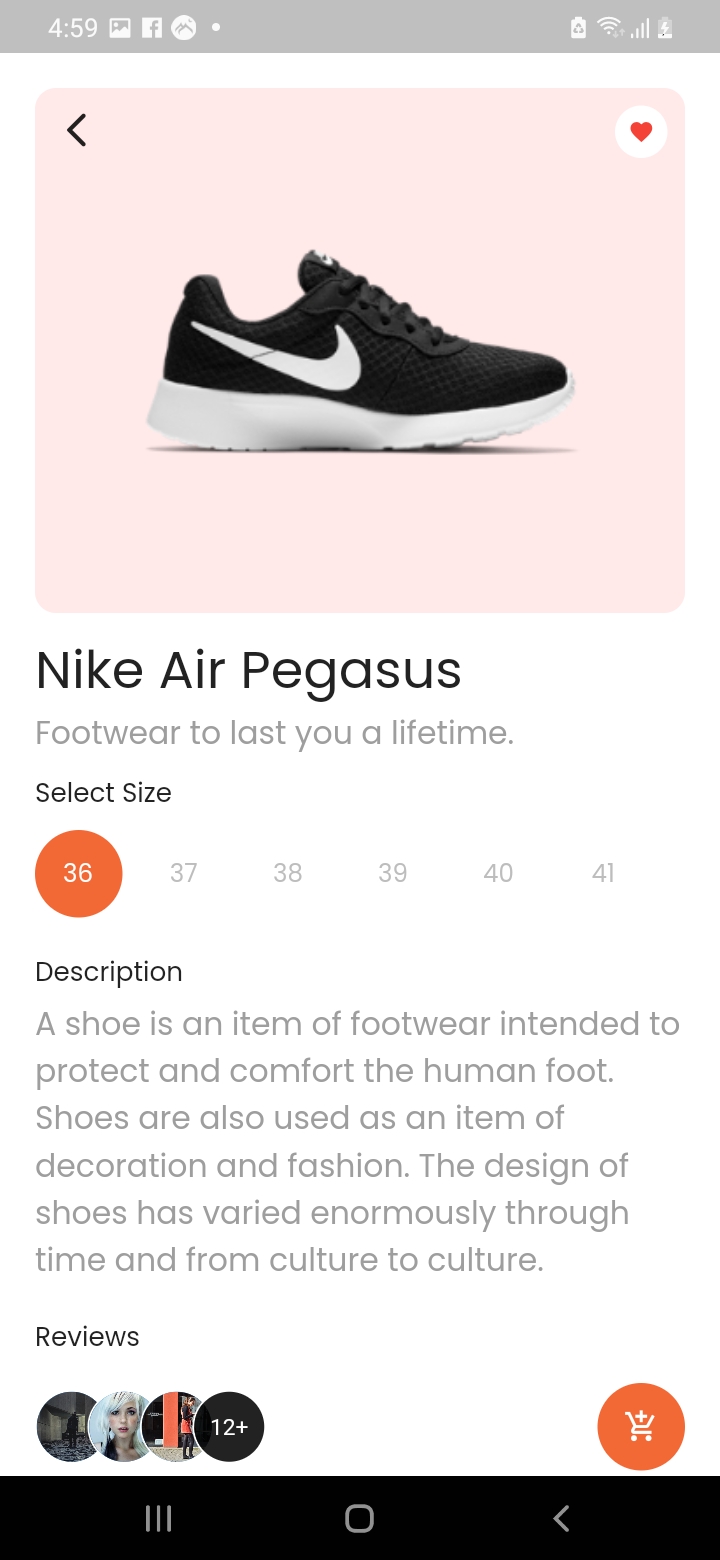 4:59
Nike Air Pegasus
Footwear to last you a lifetime.
Select Size
36 37 38 39 40 41
Description
A shoe is an item of footwear intended to
protect and comfort the human foot.
Shoes are also used as an item of
decoration and fashion. The design of
shoes has varied enormously through
time and from culture to culture.
Reviews
12+